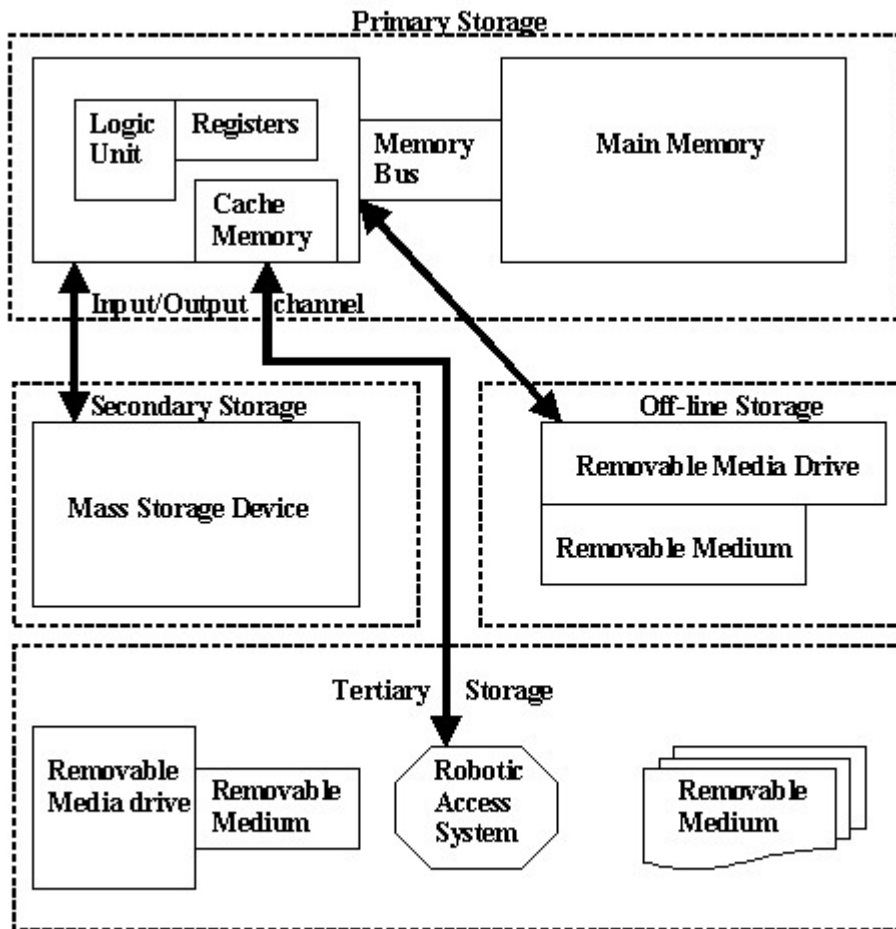 Primary Storage
Logic
Unit
Registers
Cache
Memory
Memory
Bus
Main Memory
Input/Output channel
Secondary Storage
Mass Storage Device
Off-line Storage
Removable Media Drive
Removable Medium
Tertiary Storage
Removable
Media drive
Removable
Medium
Robotic
Access
System
Removable
Medium